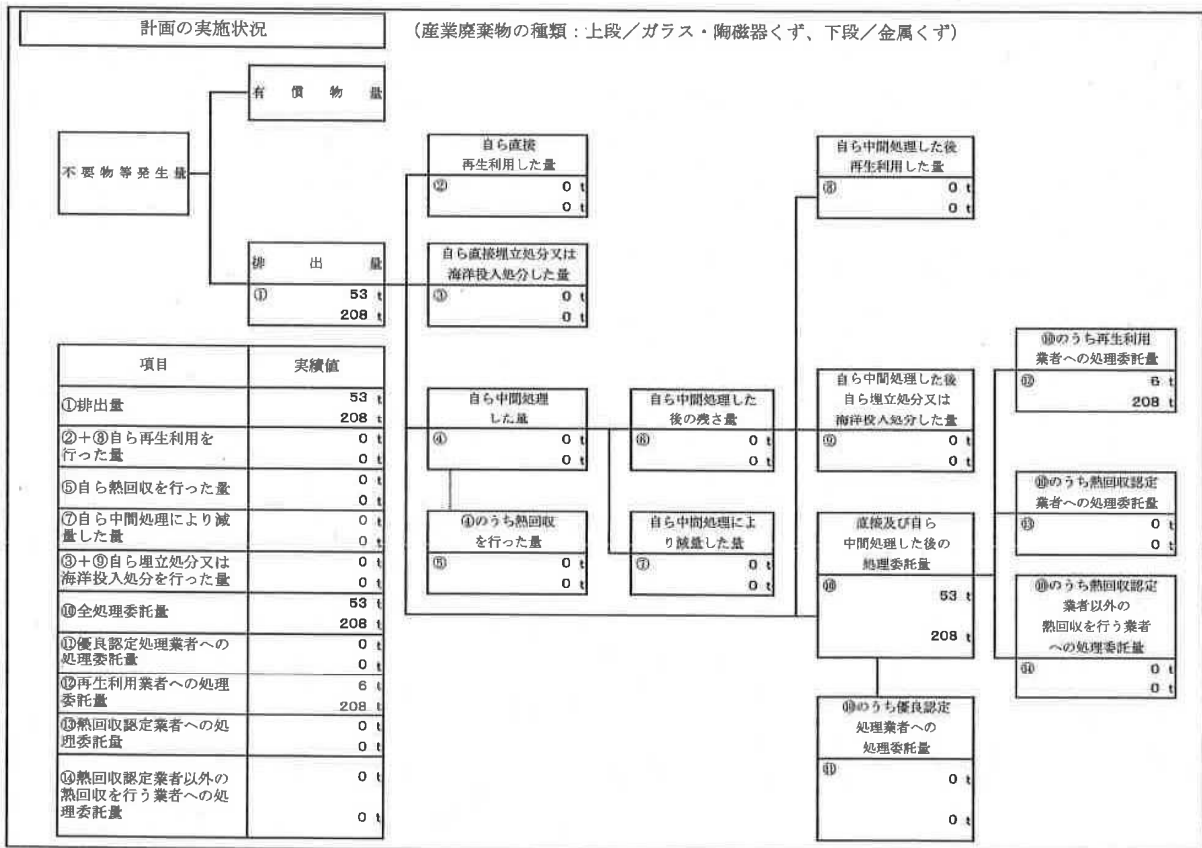 計画の実施状況
(産業廃棄物の種類：上段／ガラス・陶磁器くず、下段／金属くず)
有償物量
不要物等発生量
排出量
① 53 t
208 t
自ら直接
再生利用した量
② 0 t
0 t
自ら直接埋立処分又は
海洋投入処分した量
③ 0 t
0 t
自ら中間処理した後
再生利用した量
⑧ 0 t
0 t
項目 実績値
①排出量 53 t
208 t
②＋⑧自ら再生利用を
行った量
0 t
0 t
⑤自ら熱回収を行った量 0 t
0 t
⑦自ら中間処理により減
量した量
0 t
0 t
③＋⑨自ら埋立処分又は
海洋投入処分を行った量
0 t
0 t
⑩全処理委託量 53 t
208 t
⑪優良認定処理業者への
処理委託量
0 t
0 t
⑫再生利用業者への処理
委託量
6 t
208 t
⑬熱回収認定業者への処
理委託量
0 t
0 t
⑭熱回収認定業者以外の
熱回収を行う業者への処
理委託量
0 t
0 t
自ら中間処理
した量
④ 0 t
0 t
④のうち熱回収
を行った量
⑤ 0 t
0 t
自ら中間処理した
後の残さ量
⑥ 0 t
0 t
自ら中間処理によ
り減量した量
⑦ 0 t
0 t
自ら中間処理した後
自ら埋立処分又は
海洋投入処分した量
⑨ 0 t
0 t
直接及び自ら
中間処理した後の
処理委託量
⑩ 53 t
208 t
⑩のうち優良認定
処理業者への
処理委託量
⑪ 0 t
0 t
⑩のうち再生利用
業者への処理委託量
⑫ 6 t
208 t
⑩のうち熱回収認定
業者への処理委託量
⑬ 0 t
0 t
⑩のうち熱回収認定
業者以外の
熱回収を行う業者
への処理委託量
⑭ 0 t
0 t